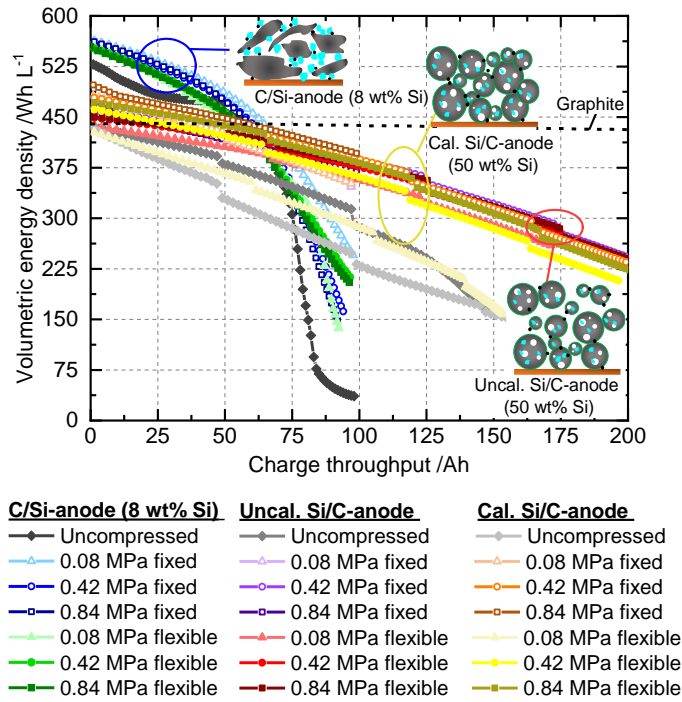 600
525
450
375
300
225
150
75
0
Volumetric energy density /Wh L⁻¹
0 25 50 75 100 125 150 175 200
Charge throughput /Ah
C/Si-anode (8 wt% Si)
Graphite
Cal. Si/C-anode
(50 wt% Si)
Uncal. Si/C-anode
(50 wt% Si)
C/Si-anode (8 wt% Si)
Uncompressed
0.08 MPa fixed
0.42 MPa fixed
0.84 MPa fixed
0.08 MPa flexible
0.42 MPa flexible
0.84 MPa flexible
Uncal. Si/C-anode
Uncompressed
0.08 MPa fixed
0.42 MPa fixed
0.84 MPa fixed
0.08 MPa flexible
0.42 MPa flexible
0.84 MPa flexible
Cal. Si/C-anode
Uncompressed
0.08 MPa fixed
0.42 MPa fixed
0.84 MPa fixed
0.08 MPa flexible
0.42 MPa flexible
0.84 MPa flexible